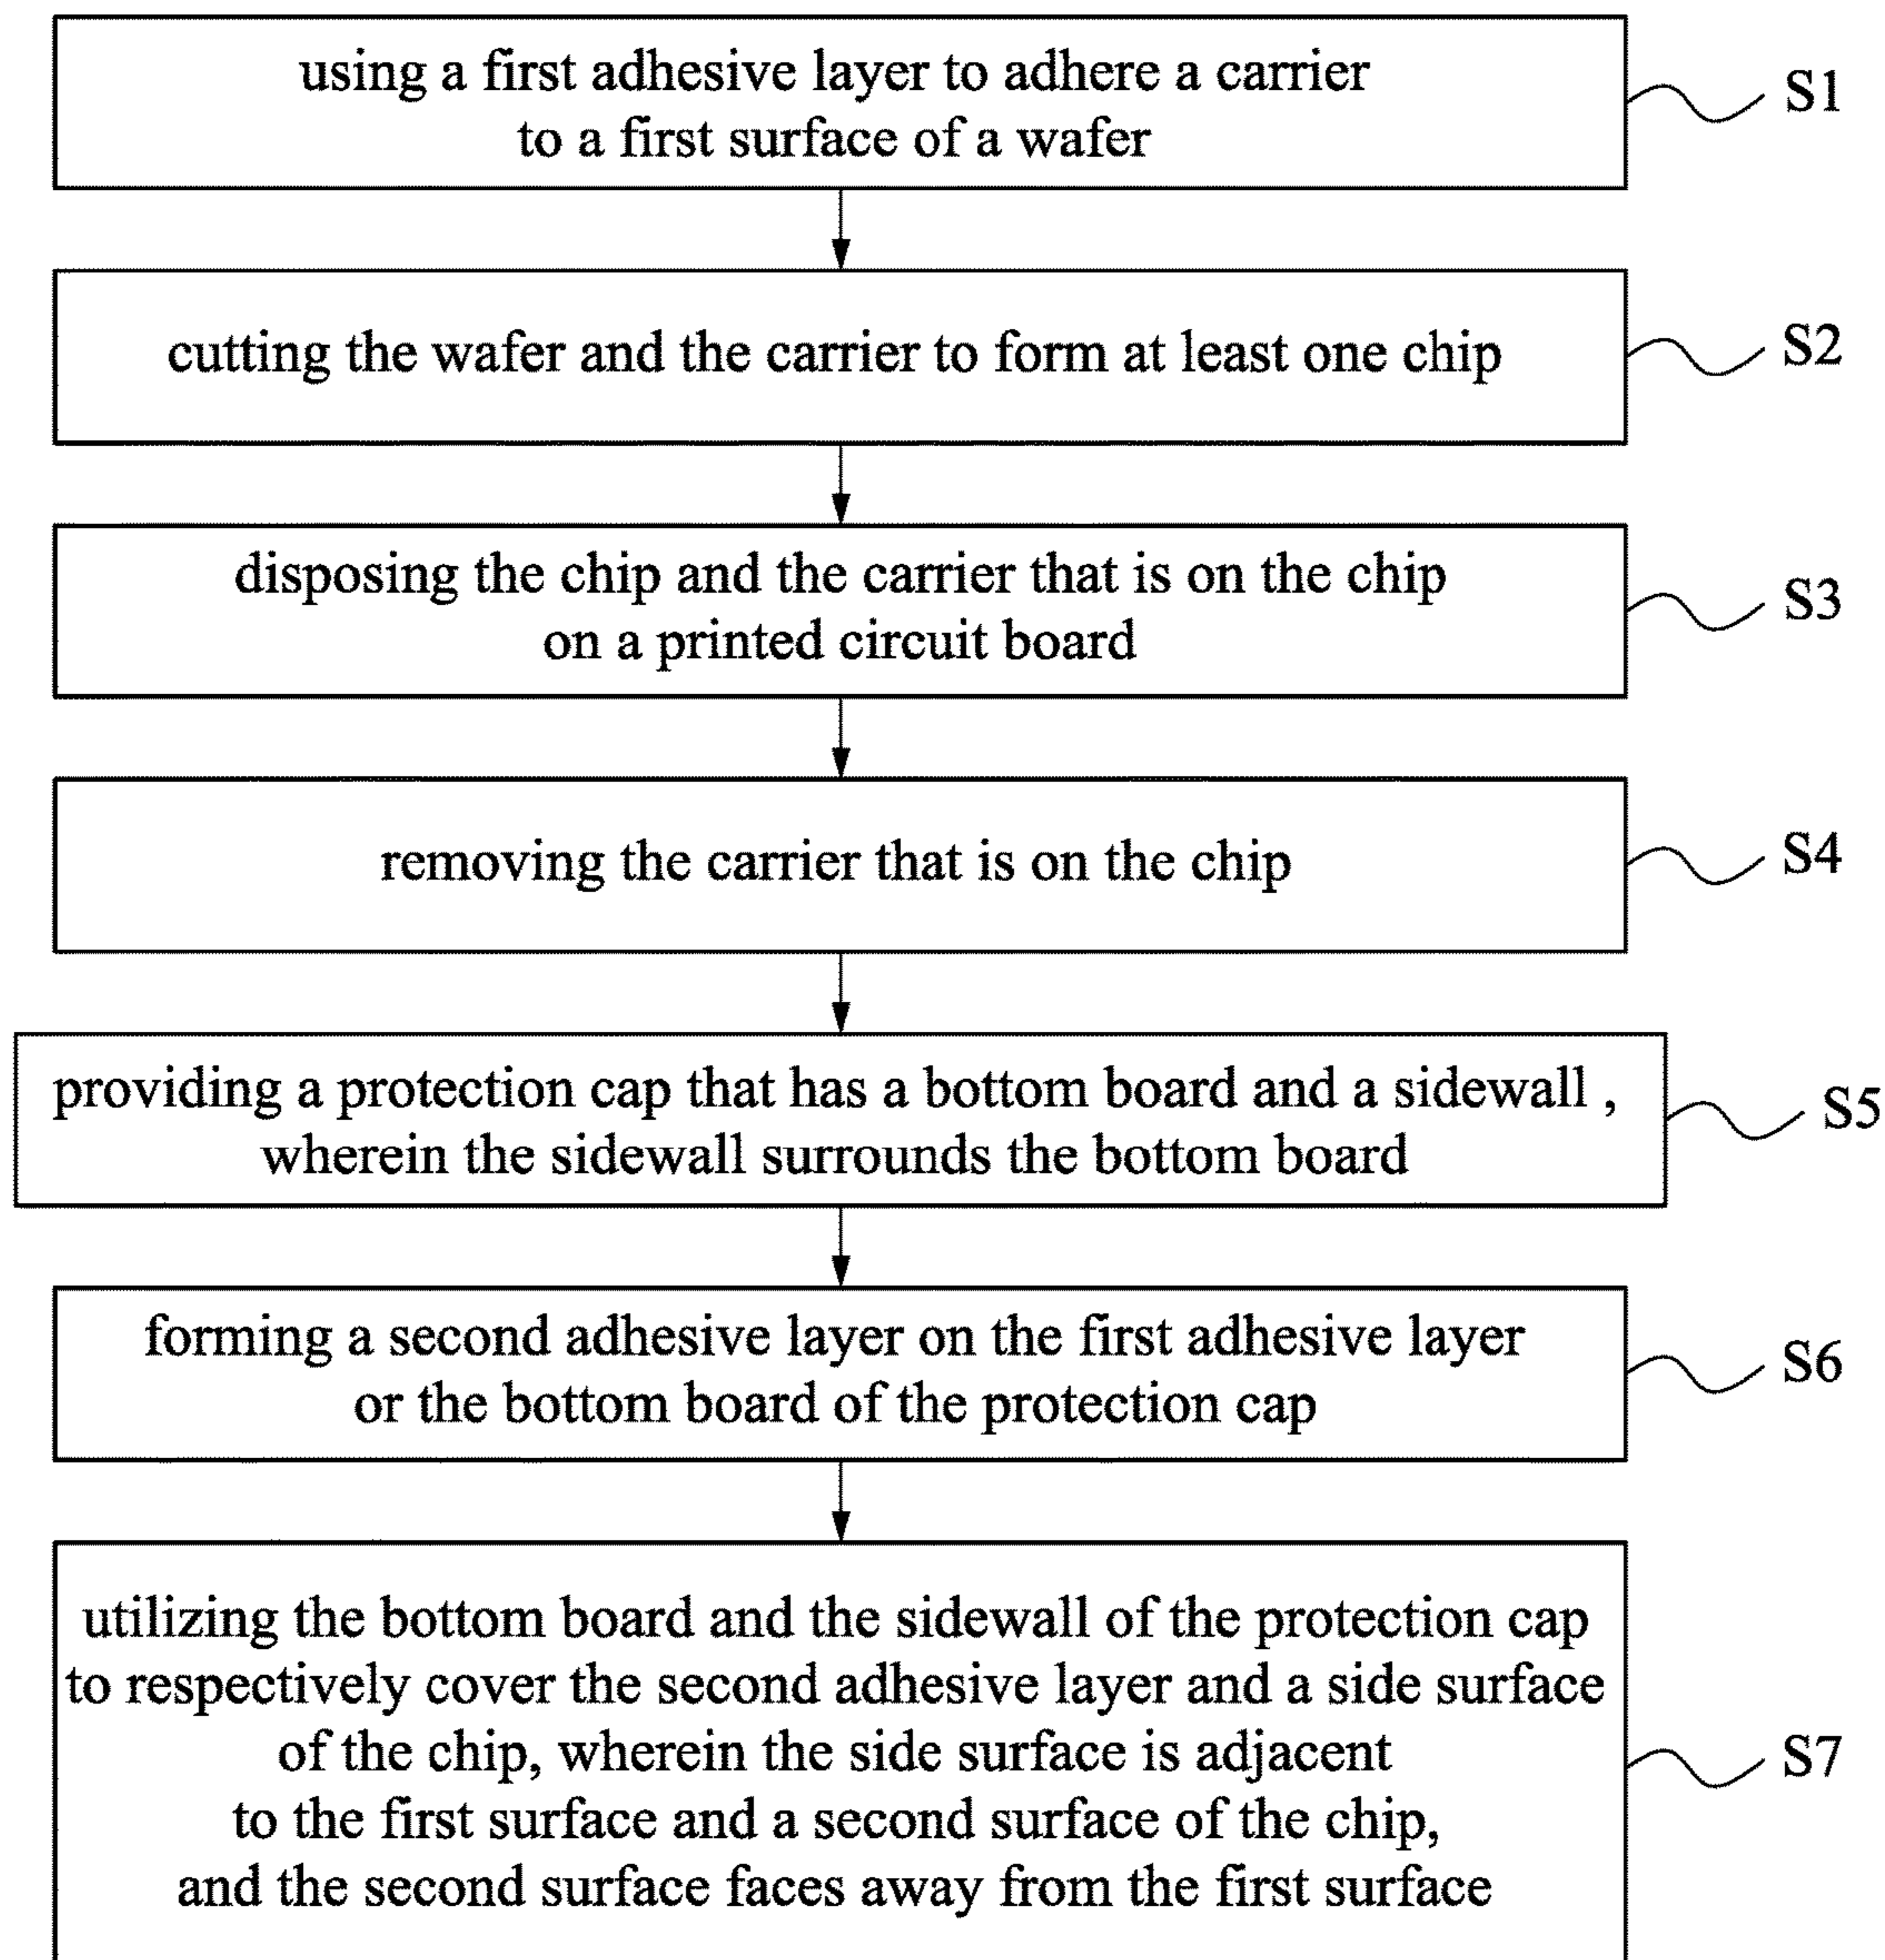 using a first adhesive layer to adhere a carrier
to a first surface of a wafer
S1
cutting the wafer and the carrier to form at least one chip
S2
disposing the chip and the carrier that is on the chip
on a printed circuit board
S3
removing the carrier that is on the chip
S4
providing a protection cap that has a bottom board and a sidewall ,
wherein the sidewall surrounds the bottom board
S5
forming a second adhesive layer on the first adhesive layer
or the bottom board of the protection cap
S6
utilizing the bottom board and the sidewall of the protection cap
to respectively cover the second adhesive layer and a side surface
of the chip, wherein the side surface is adjacent
to the first surface and a second surface of the chip,
and the second surface faces away from the first surface
S7